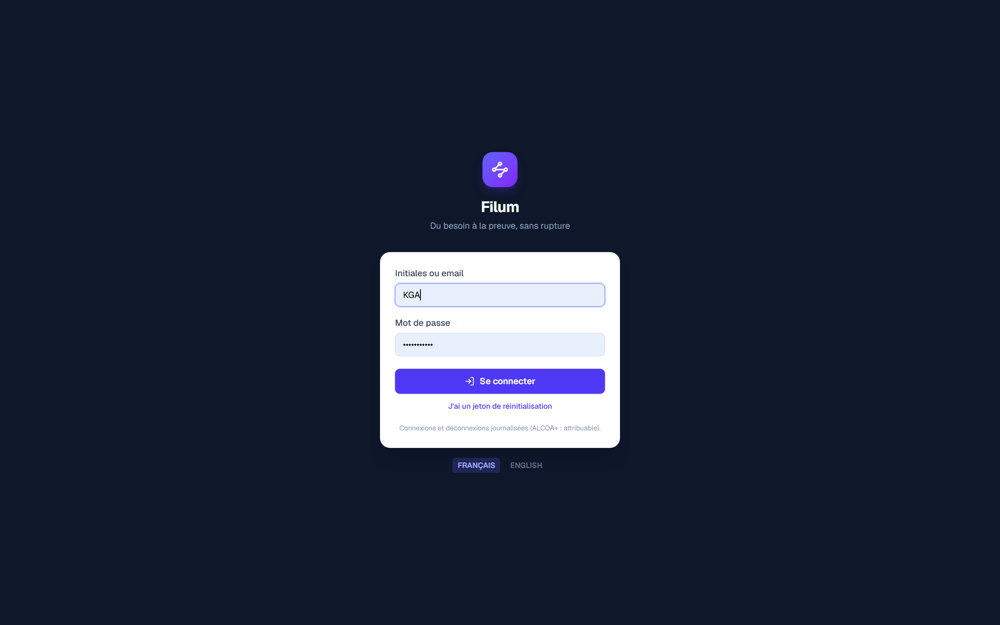 Filum
Du besoin à la preuve, sans rupture
Initiales ou email
KGA
Mot de passe
•••••••••••
Se connecter
J'ai un jeton de réinitialisation
Connexions et déconnexions journalisées (ALCOA+ : attribuable).
FRANÇAIS ENGLISH